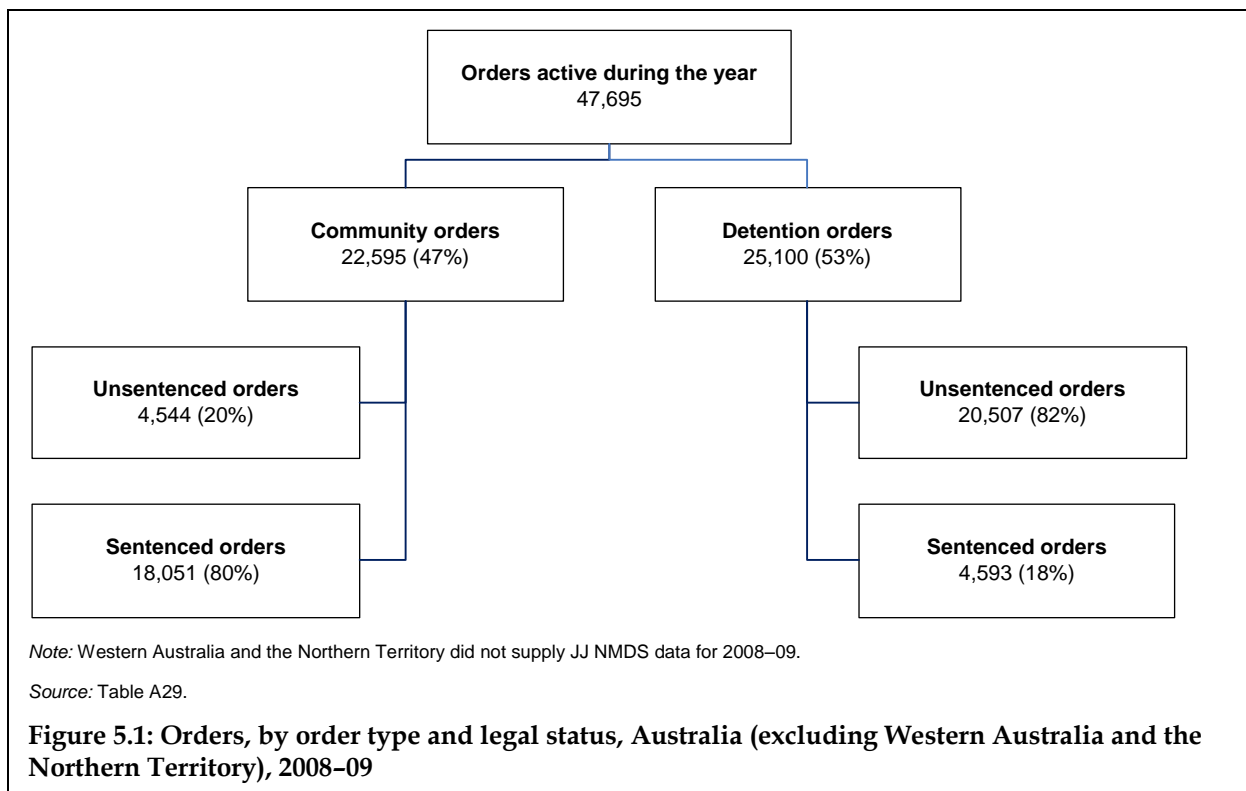 Orders active during the year
47,695
Community orders
22,595 (47%)
Detention orders
25,100 (53%)
Unsentenced orders
4,544 (20%)
Unsentenced orders
20,507 (82%)
Sentenced orders
18,051 (80%)
Sentenced orders
4,593 (18%)
Note: Western Australia and the Northern Territory did not supply JJ NMDS data for 2008–09.
Source: Table A29.
Figure 5.1: Orders, by order type and legal status, Australia (excluding Western Australia and the
Northern Territory), 2008–09